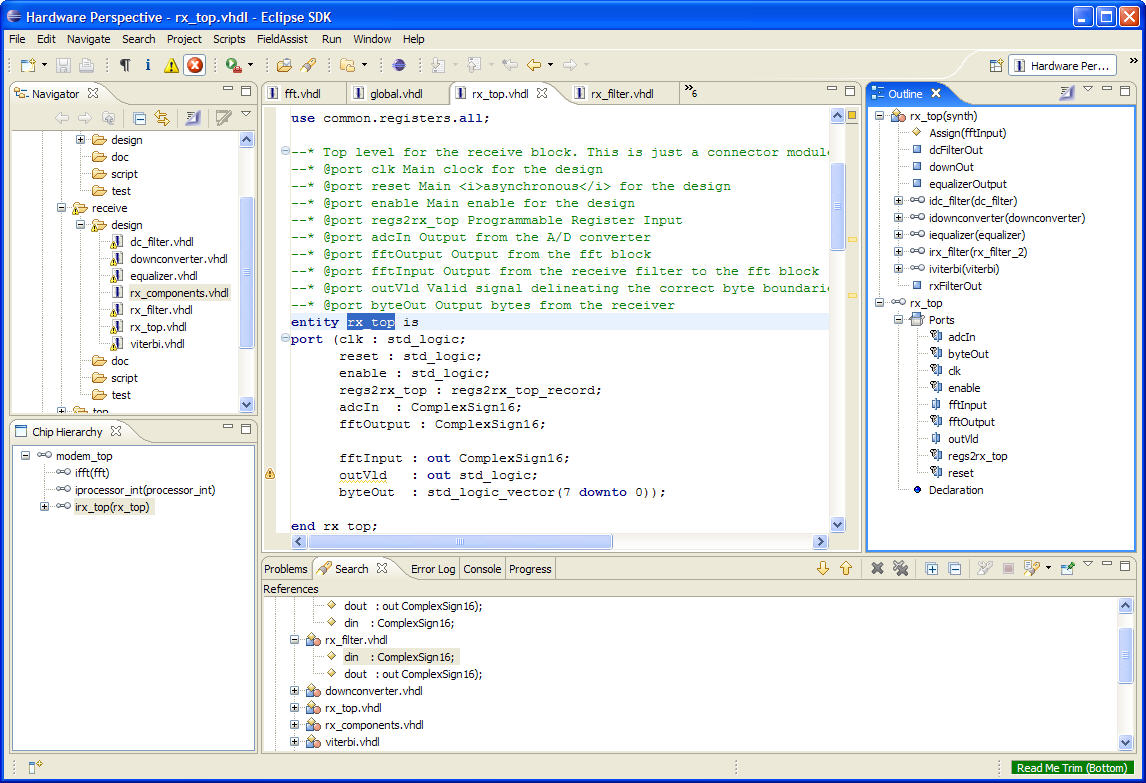 Hardware Perspective - rx_top.vhdl - Eclipse SDK
File Edit Navigate Search Project Scripts FieldAssist Run Window Help
Hardware Per... »
Navigator
design
doc
script
test
receive
design
dc_filter.vhdl
downconverter.vhdl
equalizer.vhdl
rx_components.vhdl
rx_filter.vhdl
rx_top.vhdl
viterbi.vhdl
doc
script
test
top
Chip Hierarchy
modem_top
ifft(fft)
iprocessor_int(processor_int)
irx_top(rx_top)
fft.vhdl global.vhdl rx_top.vhdl rx_filter.vhdl »6
use common.registers.all;
--* Top level for the receive block. This is just a connector module
--* @port clk Main clock for the design
--* @port reset Main <i>asynchronous</i> for the design
--* @port enable Main enable for the design
--* @port regs2rx_top Programmable Register Input
--* @port adcIn Output from the A/D converter
--* @port fftOutput Output from the fft block
--* @port fftInput Output from the receive filter to the fft block
--* @port outVld Valid signal delineating the correct byte boundarie
--* @port byteOut Output bytes from the receiver
entity rx_top is
port (clk : std_logic;
reset : std_logic;
enable : std_logic;
regs2rx_top : regs2rx_top_record;
adcIn : ComplexSign16;
fftOutput : ComplexSign16;
fftInput : out ComplexSign16;
outVld : out std_logic;
byteOut : std_logic_vector(7 downto 0));
end rx_top;
Outline
rx_top(synth)
Assign(fftInput)
dcFilterOut
downOut
equalizerOutput
idc_filter(dc_filter)
idownconverter(downconverter)
iequalizer(equalizer)
irx_filter(rx_filter_2)
iviterbi(viterbi)
rxFilterOut
rx_top
Ports
adcIn
byteOut
clk
enable
fftInput
fftOutput
outVld
regs2rx_top
reset
Declaration
Problems Search Error Log Console Progress
References
dout : out ComplexSign16);
din : ComplexSign16;
rx_filter.vhdl
din : ComplexSign16;
dout : out ComplexSign16);
downconverter.vhdl
rx_top.vhdl
rx_components.vhdl
viterbi.vhdl
Read Me Trim (Bottom)